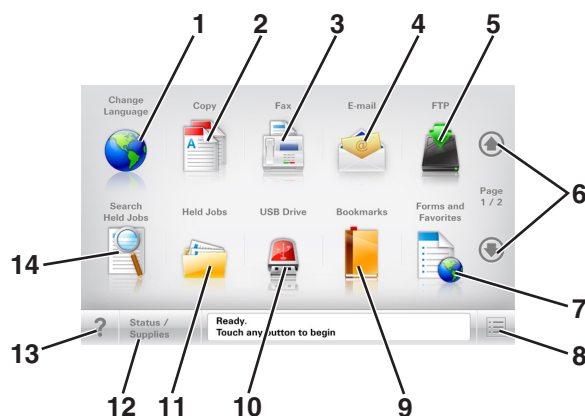 1 2 3 4 5
Change
Language
Copy
Fax
E-mail
FTP
A
@
6
Page
1 / 2
Search
Held Jobs
Held Jobs
USB Drive
Bookmarks
Forms and
Favorites
14
7
?
Status /
Supplies
Ready.
Touch any button to begin
13 12 11 10 9 8